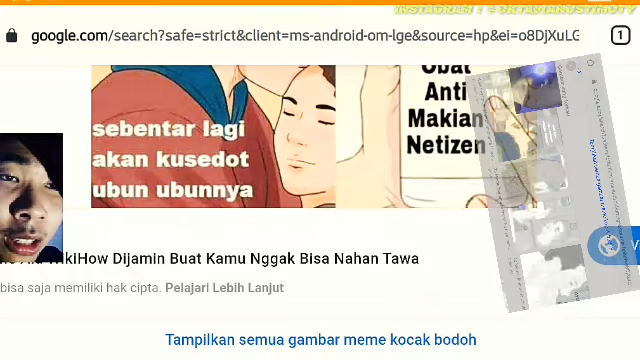 INSTAGRAM : @OKTAVIANUSTIMOTY
google.com/search?safe=strict&client=ms-android-om-lge&source=hp&ei=o8DjXuLG
1
sebentar lagi
akan kusedot
ubun ubunnya
Obat
Anti
Makian
Netizen
WikiHow Dijamin Buat Kamu Nggak Bisa Nahan Tawa
bisa saja memiliki hak cipta. Pelajari Lebih Lanjut
Tampilkan semua gambar meme kocak bodoh